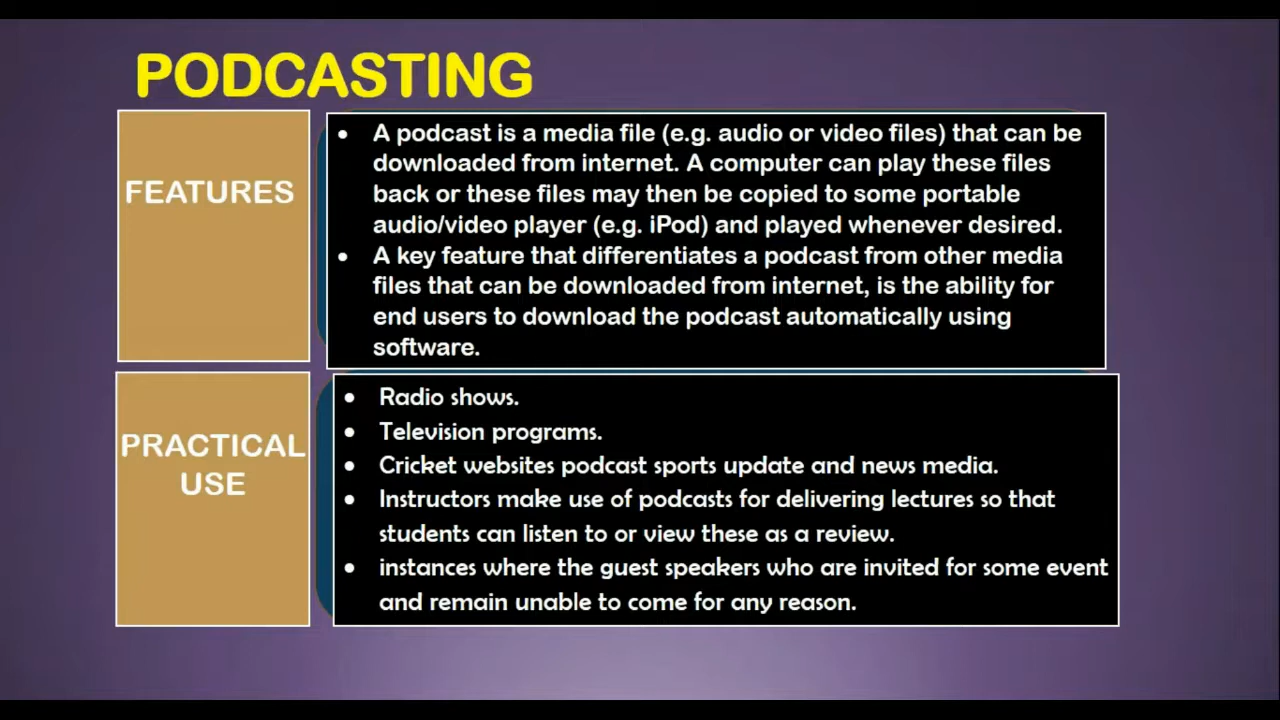 PODCASTING
FEATURES
• A podcast is a media file (e.g. audio or video files) that can be
downloaded from internet. A computer can play these files
back or these files may then be copied to some portable
audio/video player (e.g. iPod) and played whenever desired.
• A key feature that differentiates a podcast from other media
files that can be downloaded from internet, is the ability for
end users to download the podcast automatically using
software.
PRACTICAL
USE
• Radio shows.
• Television programs.
• Cricket websites podcast sports update and news media.
• Instructors make use of podcasts for delivering lectures so that
students can listen to or view these as a review.
• instances where the guest speakers who are invited for some event
and remain unable to come for any reason.